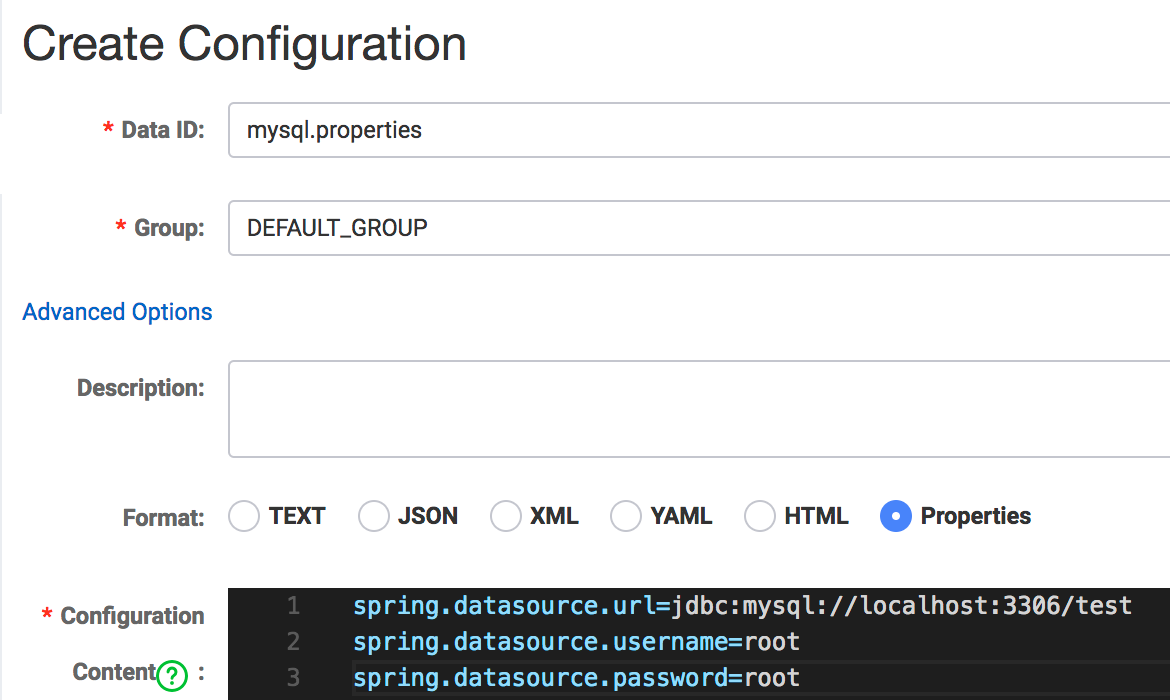 Create Configuration
* Data ID: mysql.properties
* Group: DEFAULT_GROUP
Advanced Options
Description:
Format: TEXT JSON XML YAML HTML Properties
* Configuration
Content ? :
1 spring.datasource.url=jdbc:mysql://localhost:3306/test
2 spring.datasource.username=root
3 spring.datasource.password=root